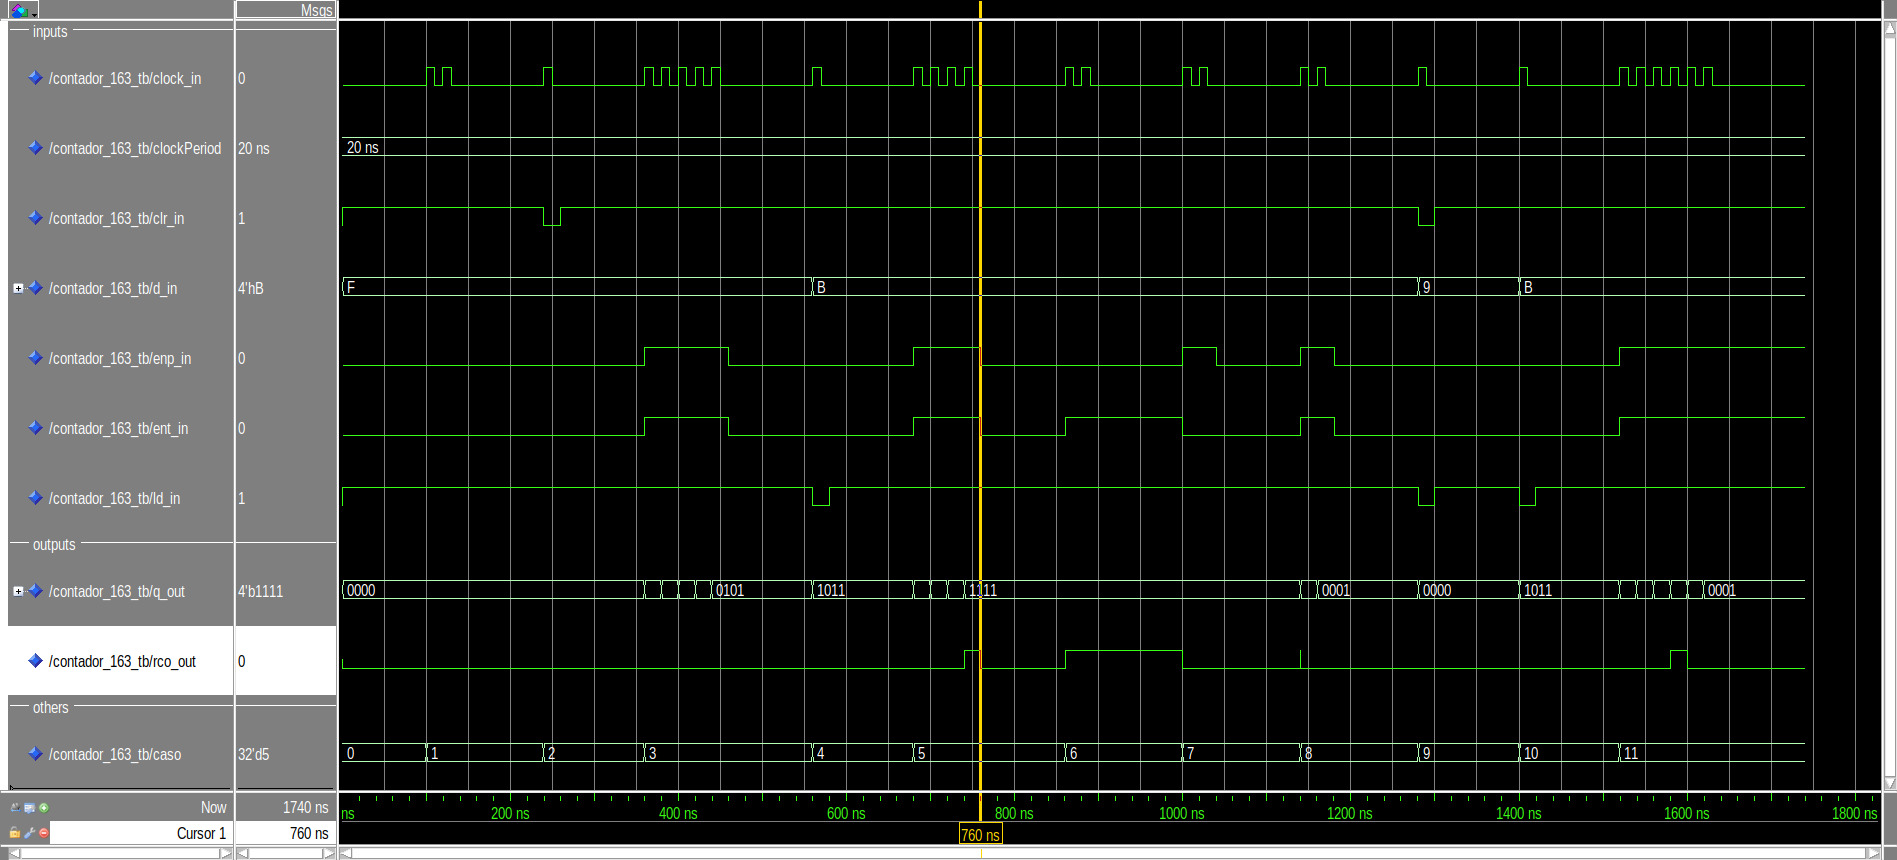 Msgs
inputs
/contador_163_tb/clock_in 0
/contador_163_tb/clockPeriod 20 ns 20 ns
/contador_163_tb/clr_in 1
/contador_163_tb/d_in 4'hB F B 9 B
/contador_163_tb/enp_in 0
/contador_163_tb/ent_in 0
/contador_163_tb/ld_in 1
outputs
/contador_163_tb/q_out 4'b1111 0000 0101 1011 1111 0001 0000 1011 0001
/contador_163_tb/rco_out 0
others
/contador_163_tb/caso 32'd5 0 1 2 3 4 5 6 7 8 9 10 11
Now 1740 ns ns 200 ns 400 ns 600 ns 800 ns 1000 ns 1200 ns 1400 ns 1600 ns 1800 ns
Cursor 1 760 ns 760 ns